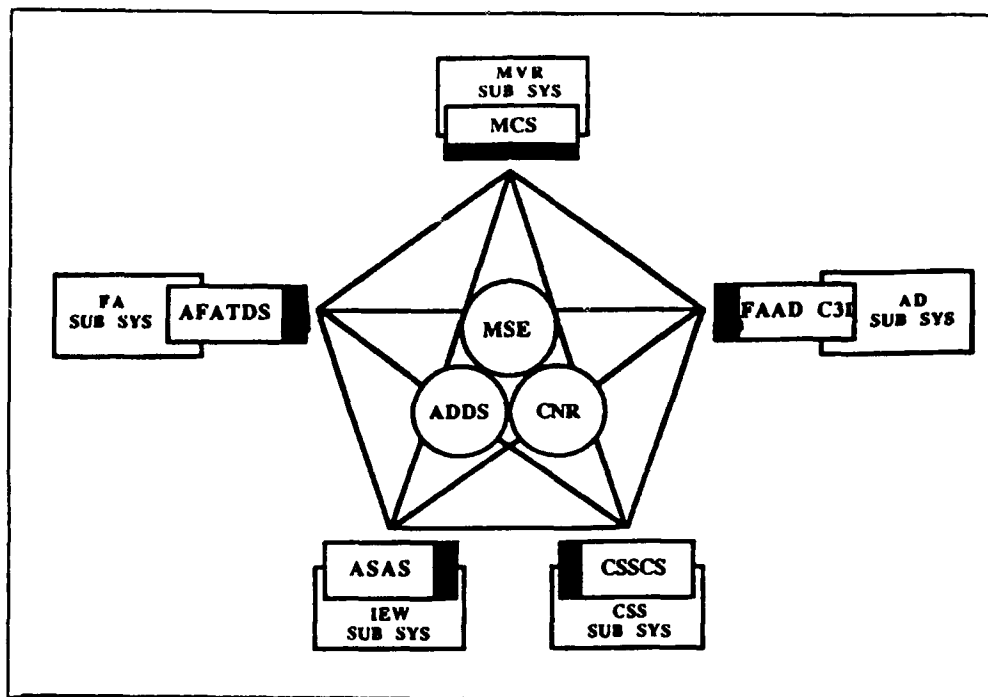 MVR
SUB SYS
MCS
FA
SUB SYS
AFATDS
FAAD C3I
AD
SUB SYS
MSE
ADDS
CNR
ASAS
IEW
SUB SYS
CSSCS
CSS
SUB SYS